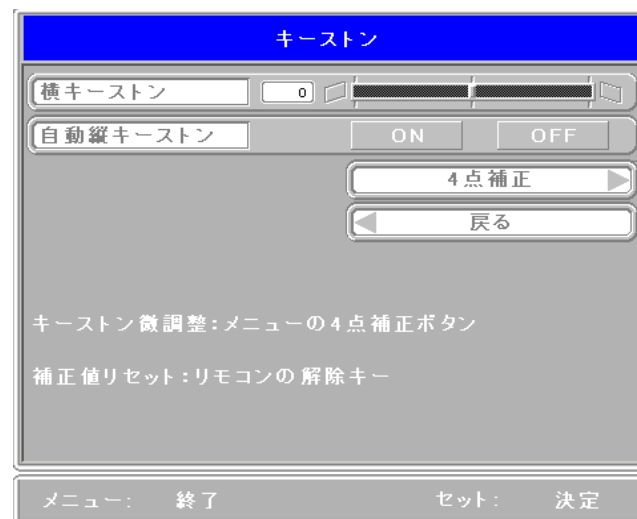 キーストン
横キーストン 0
自動縦キーストン ON OFF
4点補正
戻る
キーストン微調整:メニューの4点補正ボタン
補正値リセット:リモコンの解除キー
メニュー: 終了 セット: 決定